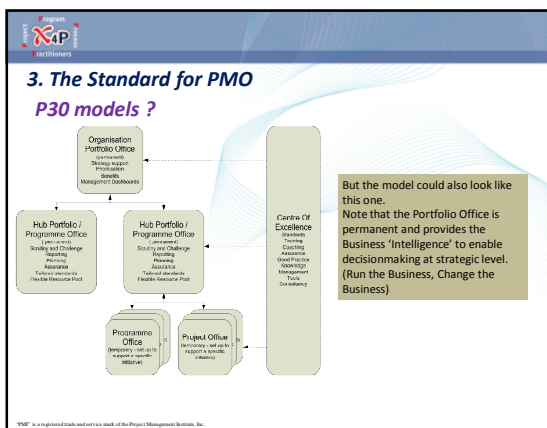 Program
Project
X4P
Planner
Practitioners
3. The Standard for PMO
P30 models ?
Organisation
Portfolio Office
(permanent)
Strategy support
Prioritisation
Benefits
Management Dashboards
Hub Portfolio /
Programme Office
(permanent)
Scrutiny and Challenge
Reporting
Planning
Assurance
Tailored standards
Flexible Resource Pool
Hub Portfolio /
Programme Office
(permanent)
Scrutiny and Challenge
Reporting
Planning
Assurance
Tailored standards
Flexible Resource Pool
Centre Of
Excellence
Standards
Training
Coaching
Assurance
Good Practice
Knowledge
Management
Tools
Consultancy
Programme
Office
(temporary - set up to
support a specific
initiative)
Project Office
(temporary - set up to
support a specific
initiative)
But the model could also look like
this one.
Note that the Portfolio Office is
permanent and provides the
Business ‘Intelligence’ to enable
decisionmaking at strategic level.
(Run the Business, Change the
Business)
“PMI” is a registered trade and service mark of the Project Management Institute, Inc.